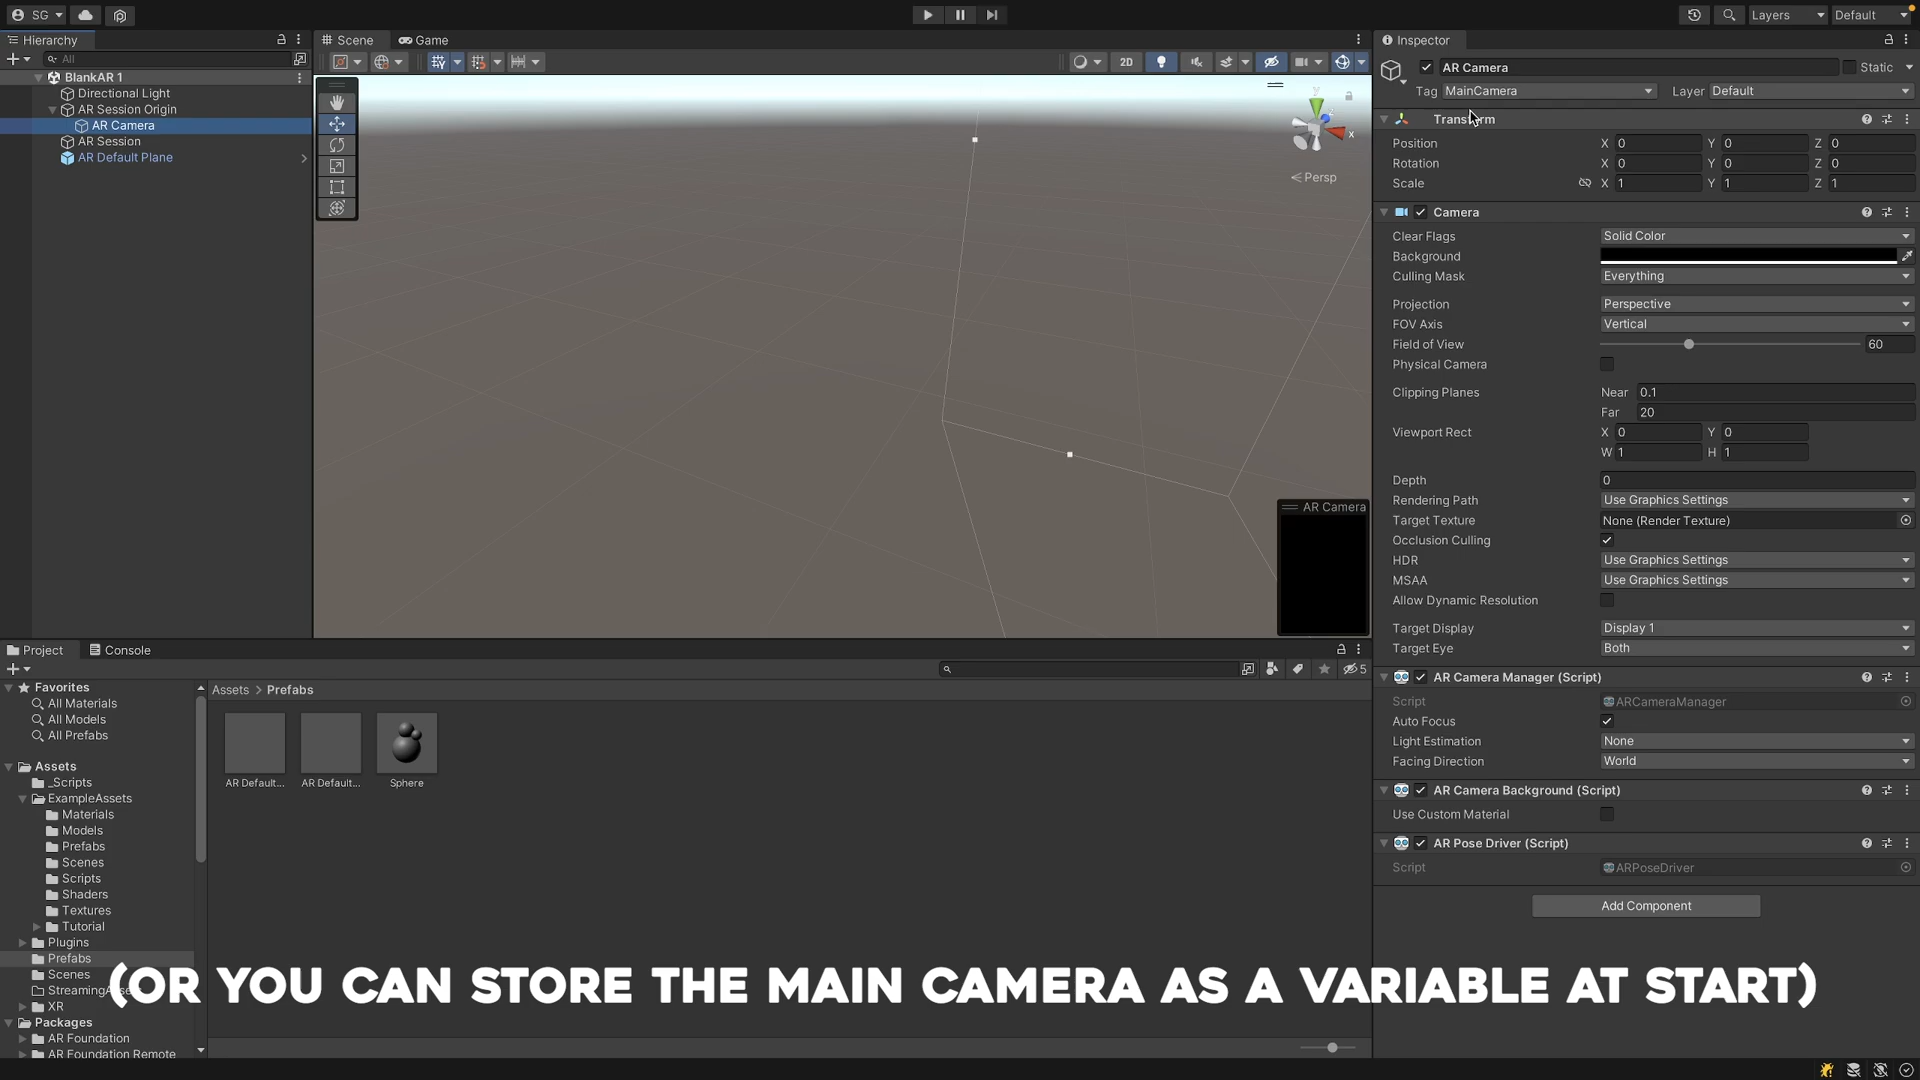 SG
Layers
Default
Hierarchy
All
BlankAR 1
Directional Light
AR Session Origin
AR Camera
AR Session
AR Default Plane
Scene
Game
2D
y
x
Persp
AR Camera
Inspector
AR Camera
Static
Tag MainCamera
Layer Default
Transform
Position X 0 Y 0 Z 0
Rotation X 0 Y 0 Z 0
Scale X 1 Y 1 Z 1
Camera
Clear Flags Solid Color
Background
Culling Mask Everything
Projection Perspective
FOV Axis Vertical
Field of View 60
Physical Camera
Clipping Planes Near 0.1
Far 20
Viewport Rect X 0 Y 0
W 1 H 1
Depth 0
Rendering Path Use Graphics Settings
Target Texture None (Render Texture)
Occlusion Culling
HDR Use Graphics Settings
MSAA Use Graphics Settings
Allow Dynamic Resolution
Target Display Display 1
Target Eye Both
AR Camera Manager (Script)
Script ARCameraManager
Auto Focus
Light Estimation None
Facing Direction World
AR Camera Background (Script)
Use Custom Material
AR Pose Driver (Script)
Script ARPoseDriver
Add Component
Project
Console
5
Favorites
All Materials
All Models
All Prefabs
Assets
_Scripts
ExampleAssets
Materials
Models
Prefabs
Scenes
Scripts
Shaders
Textures
Tutorial
Plugins
Prefabs
Scenes
XR
Packages
AR Foundation
AR Foundation Remote
Assets > Prefabs
AR Default...
AR Default...
Sphere
(OR YOU CAN STORE THE MAIN CAMERA AS A VARIABLE AT START)